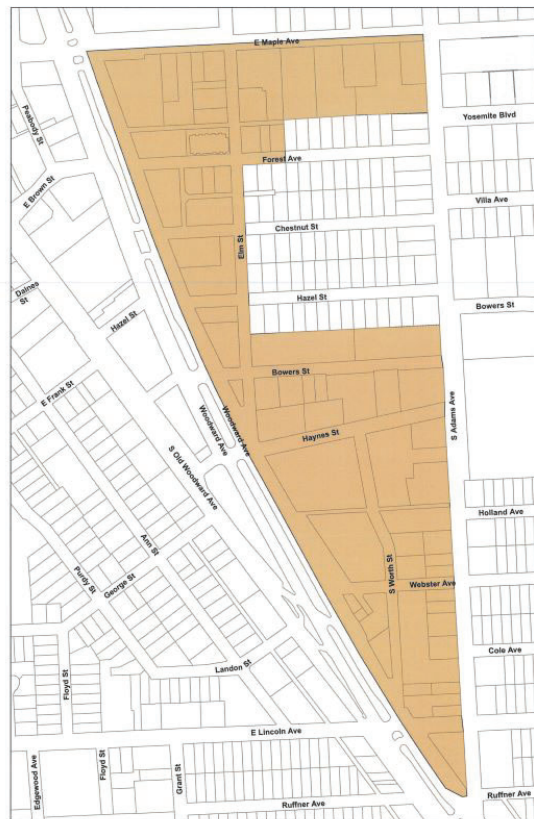 E Maple Ave
Peabody St
Yosemite Blvd
Forest Ave
E Brown St
Villa Ave
Chestnut St
Elm St
Daines
St
Hazel St
Bowers St
Hazel St
Bowers St
E Frank St
Woodward Ave
Woodward Ave
S Adams Ave
Haynes St
S Old Woodward Ave
Holland Ave
Ann St
S Worth St
Purdy St
George St
Webster Ave
Cole Ave
Landon St
Floyd St
E Lincoln Ave
Edgewood Ave
Floyd St
Grant St
Ruffner Ave
Ruffner Ave